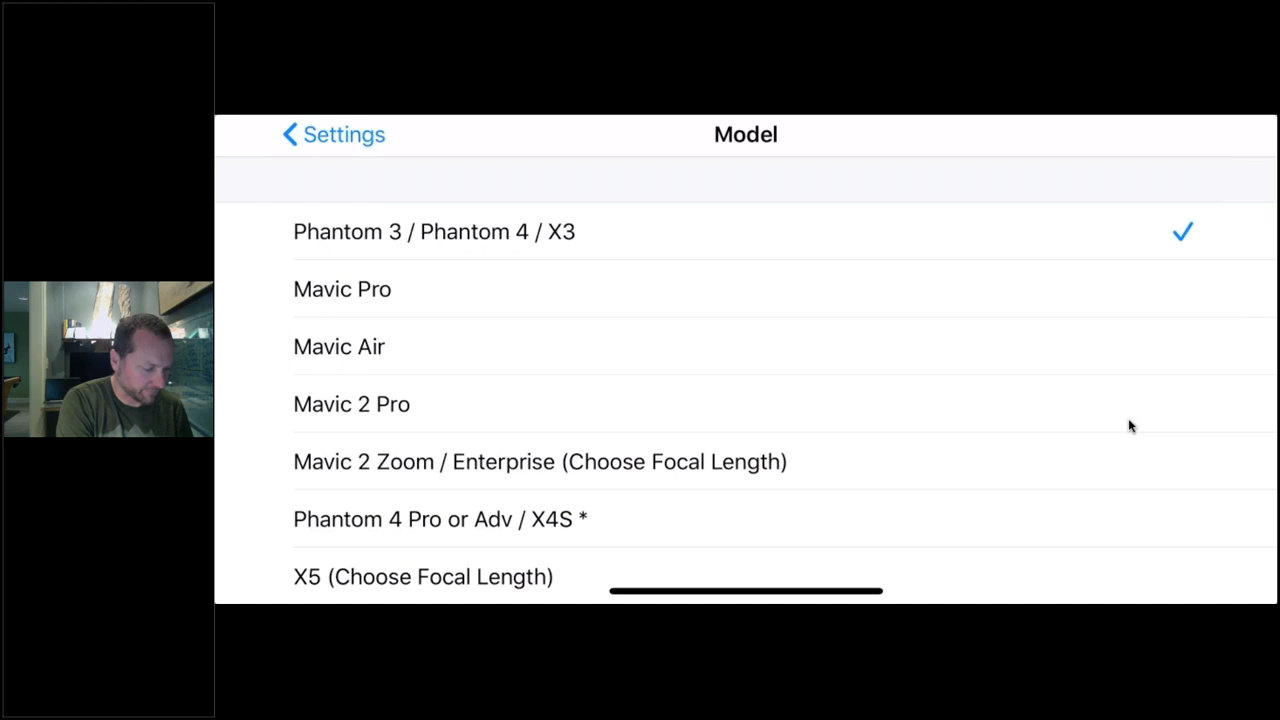 Settings
Model
Phantom 3 / Phantom 4 / X3
Mavic Pro
Mavic Air
Mavic 2 Pro
Mavic 2 Zoom / Enterprise (Choose Focal Length)
Phantom 4 Pro or Adv / X4S *
X5 (Choose Focal Length)